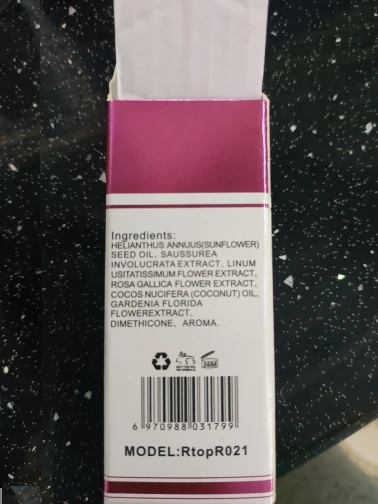 Ingredients:
HELIANTHUS ANNUUS(SUNFLOWER)
SEED OIL, SAUSSUREA
INVOLUCRATA EXTRACT, LINUM
USITATISSIMUM FLOWER EXTRACT,
ROSA GALLICA FLOWER EXTRACT,
COCOS NUCIFERA (COCONUT) OIL,
GARDENIA FLORIDA
FLOWEREXTRACT,
DIMETHICONE, AROMA.
36M
6 970988 031799
MODEL:RtopR021